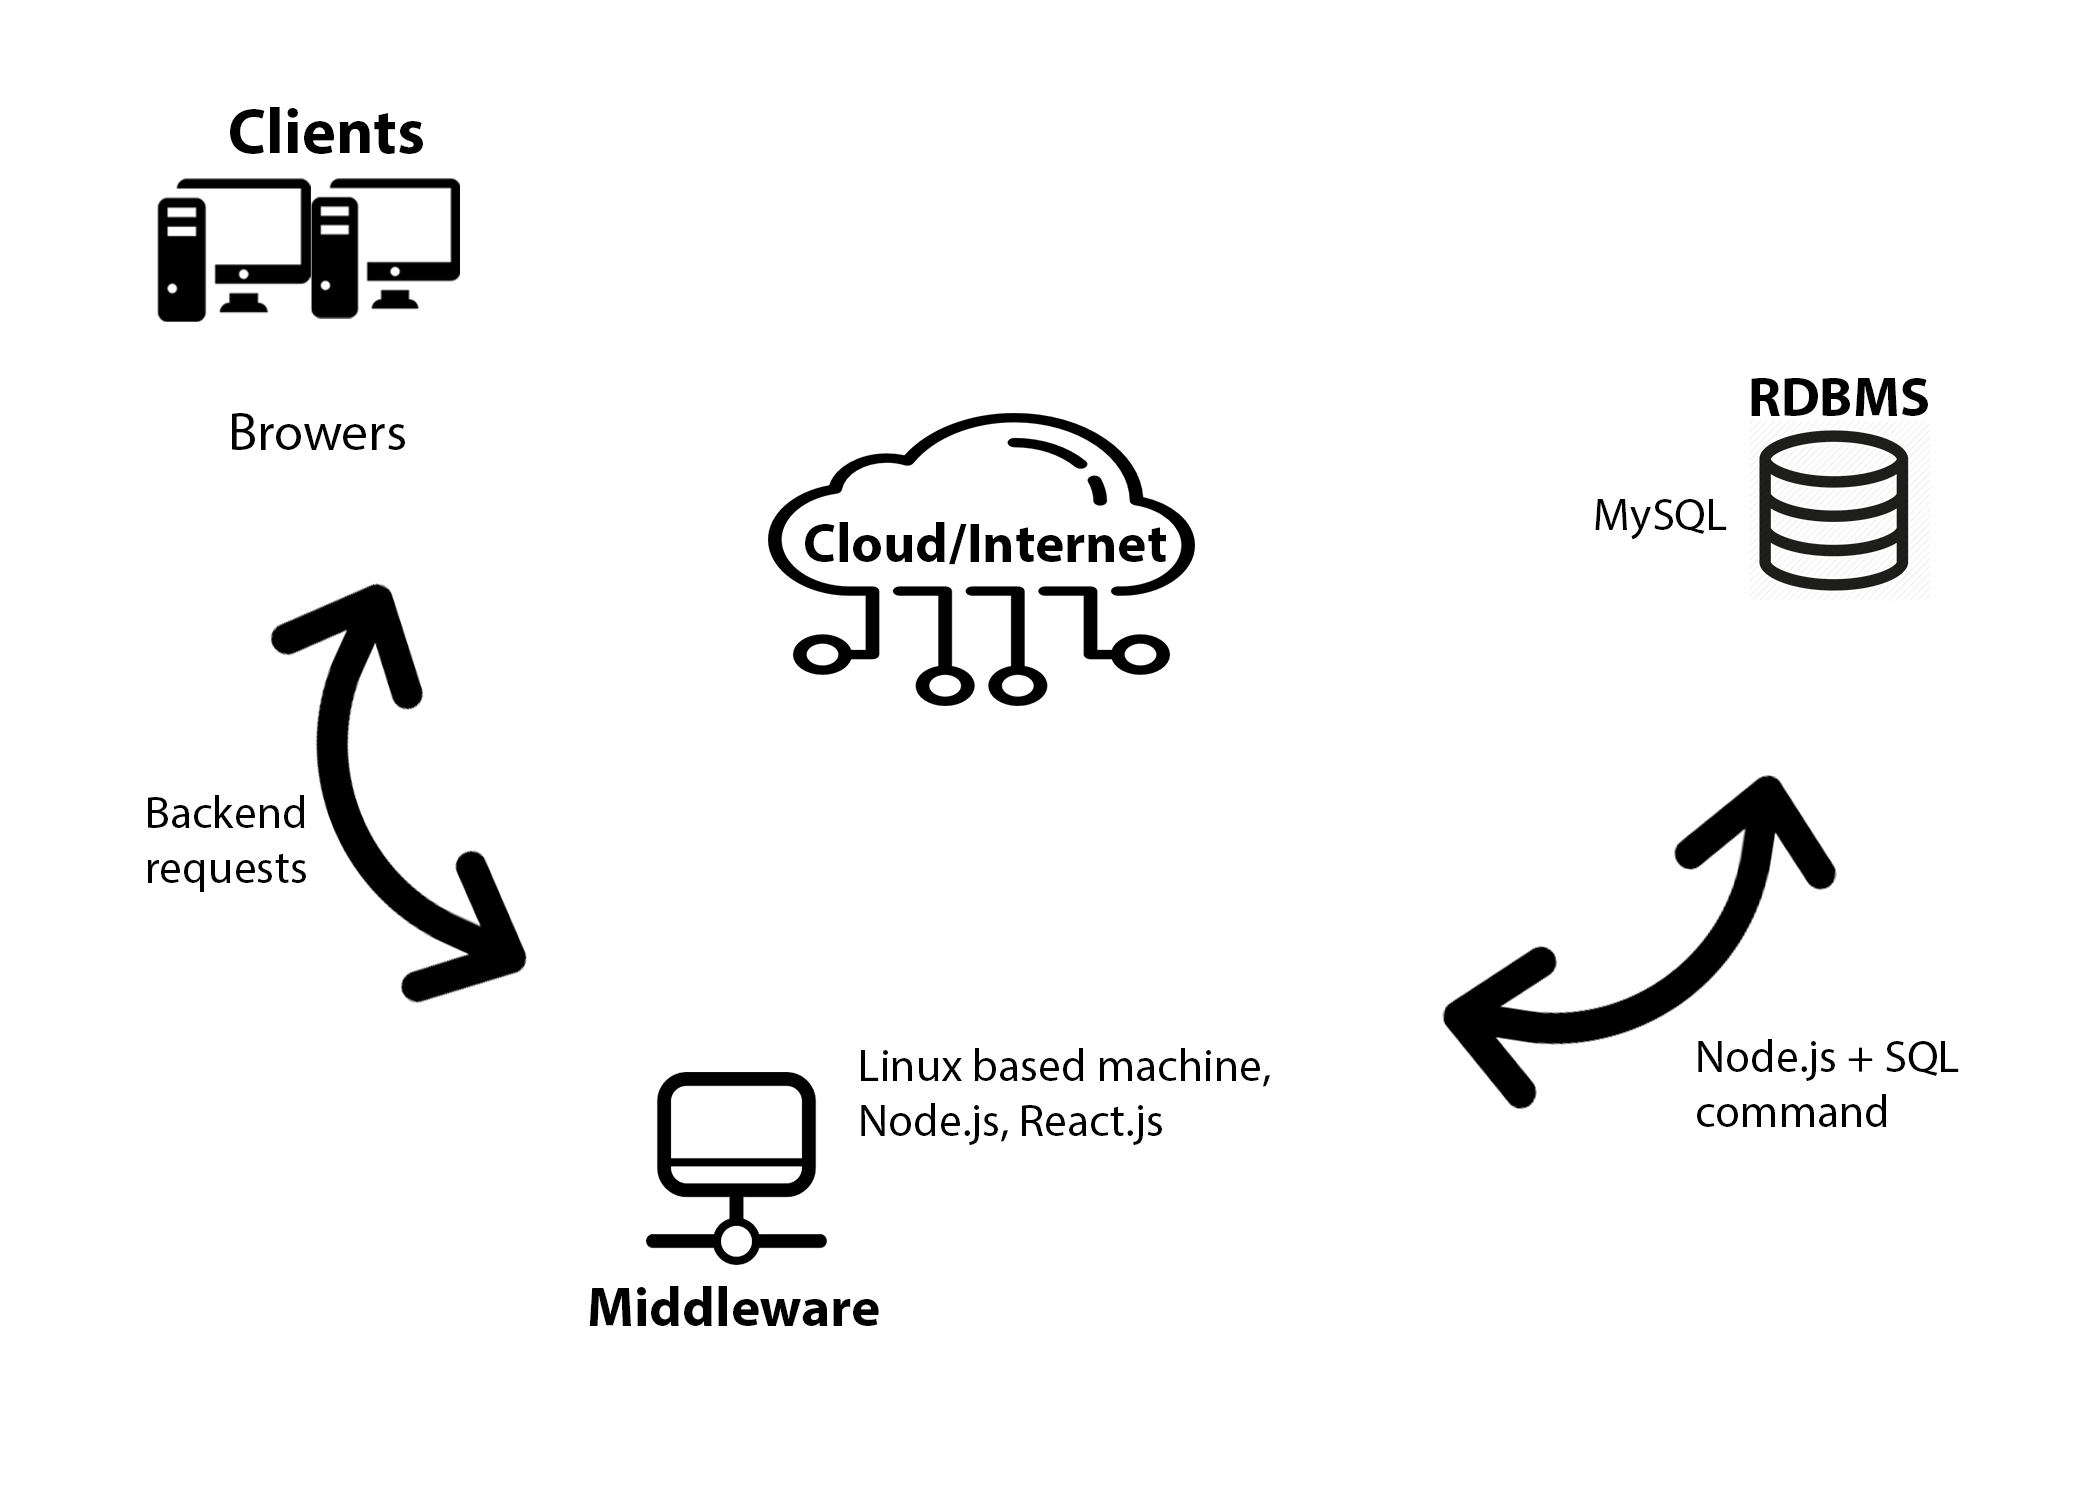 Clients
Browers
Cloud/Internet
RDBMS
MySQL
Backend
requests
Linux based machine,
Node.js, React.js
Node.js + SQL
command
Middleware